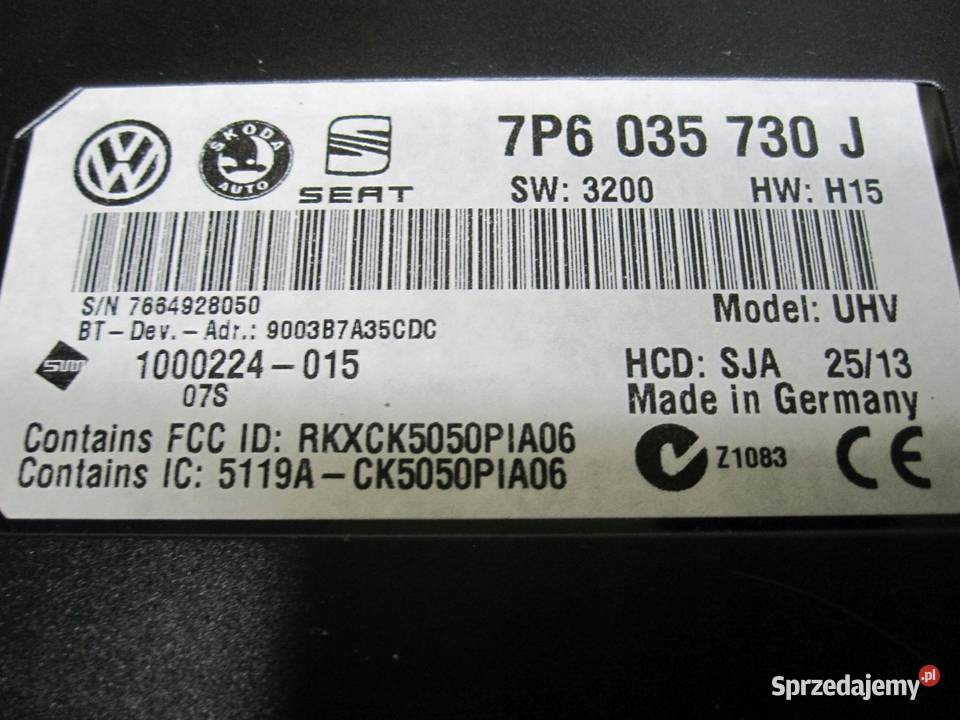 7P6 035 730 J
SKODA
AUTO
SEAT
SW: 3200 HW: H15
S/N 7664928050
Model: UHV
BT-Dev.-Adr.: 9003B7A35CDC
1000224-015
HCD: SJA 25/13
07S
Made in Germany
Contains FCC ID: RKXCK5050PIA06
Z1083
CE
Contains IC: 5119A-CK5050PIA06
Sprzedajemy.pl